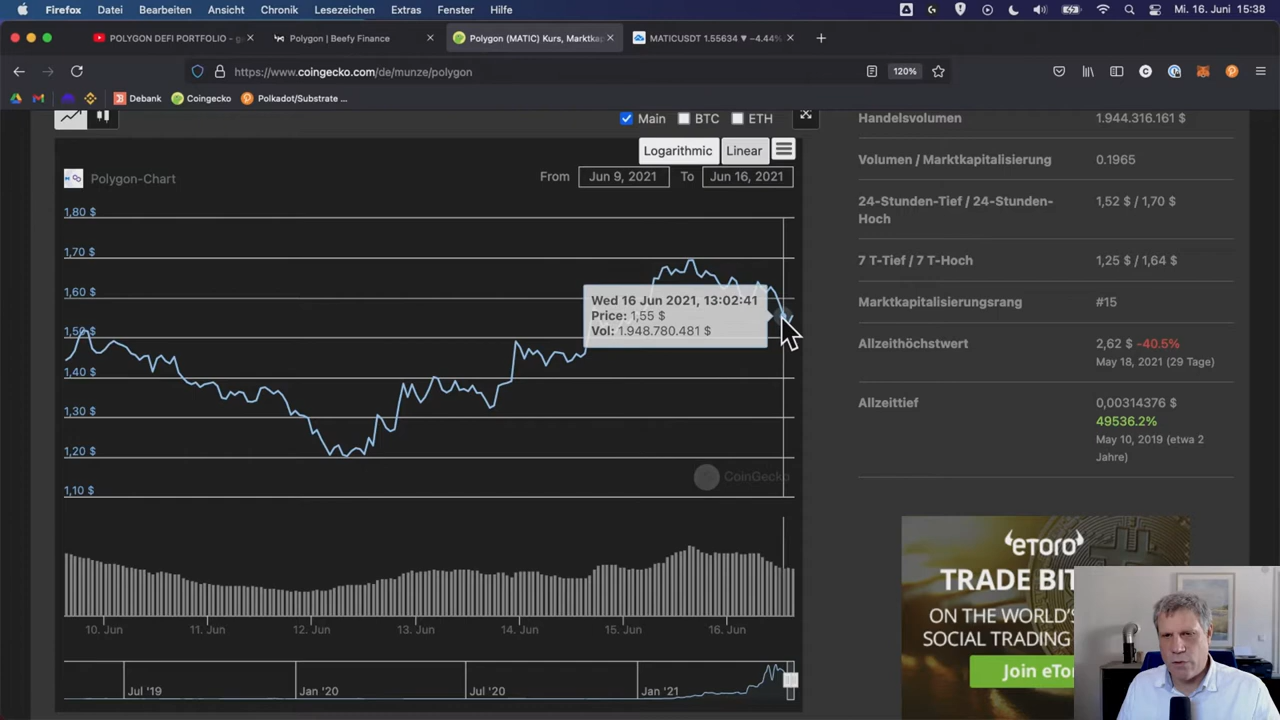 Firefox Datei Bearbeiten Ansicht Chronik Lesezeichen Extras Fenster Hilfe Mi. 16. Juni 15:38
POLYGON DEFI PORTFOLIO - Polygon | Beefy Finance Polygon (MATIC) Kurs, Marktka MATICUSDT 1.55634 ▼ −4.44%
https://www.coingecko.com/de/munze/polygon 120%
Debank Coingecko Polkadot/Substrate ...
Main BTC ETH
Logarithmic Linear
Polygon-Chart From Jun 9, 2021 To Jun 16, 2021
1,80 $
1,70 $
1,60 $
1,50 $
1,40 $
1,30 $
1,20 $
1,10 $
Wed 16 Jun 2021, 13:02:41
Price: 1,55 $
Vol: 1.948.780.481 $
CoinGecko
10. Jun 11. Jun 12. Jun 13. Jun 14. Jun 15. Jun 16. Jun
Jul '19 Jan '20 Jul '20 Jan '21
Handelsvolumen 1.944.316.161 $
Volumen / Marktkapitalisierung 0.1965
24-Stunden-Tief / 24-Stunden- 1,52 $ / 1,70 $
Hoch
7 T-Tief / 7 T-Hoch 1,25 $ / 1,64 $
Marktkapitalisierungsrang #15
Allzeithöchstwert 2,62 $ -40.5%
May 18, 2021 (29 Tage)
Allzeittief 0,00314376 $
49536.2%
May 10, 2019 (etwa 2
Jahre)
eToro
TRADE
ON THE WORLD'S
SOCIAL TRADING
Join